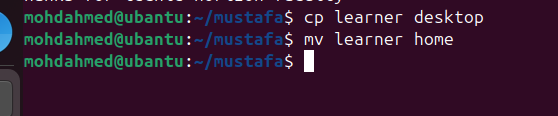 mohdahmed@ubantu:~/mustafa$ cp learner desktop
mohdahmed@ubantu:~/mustafa$ mv learner home
mohdahmed@ubantu:~/mustafa$